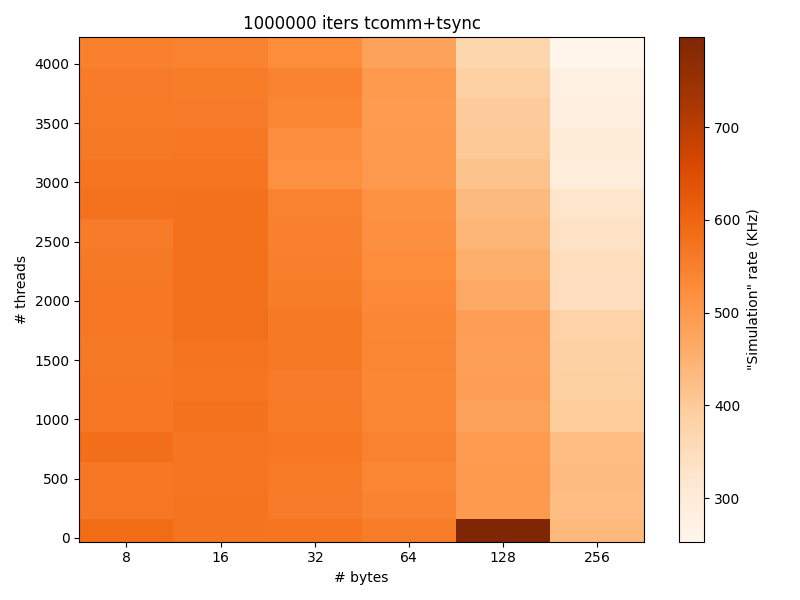 1000000 iters tcomm+tsync
4000
3500
3000
2500
2000
1500
1000
500
0
# threads
8 16 32 64 128 256
# bytes
700
600
500
400
300
"Simulation" rate (KHz)